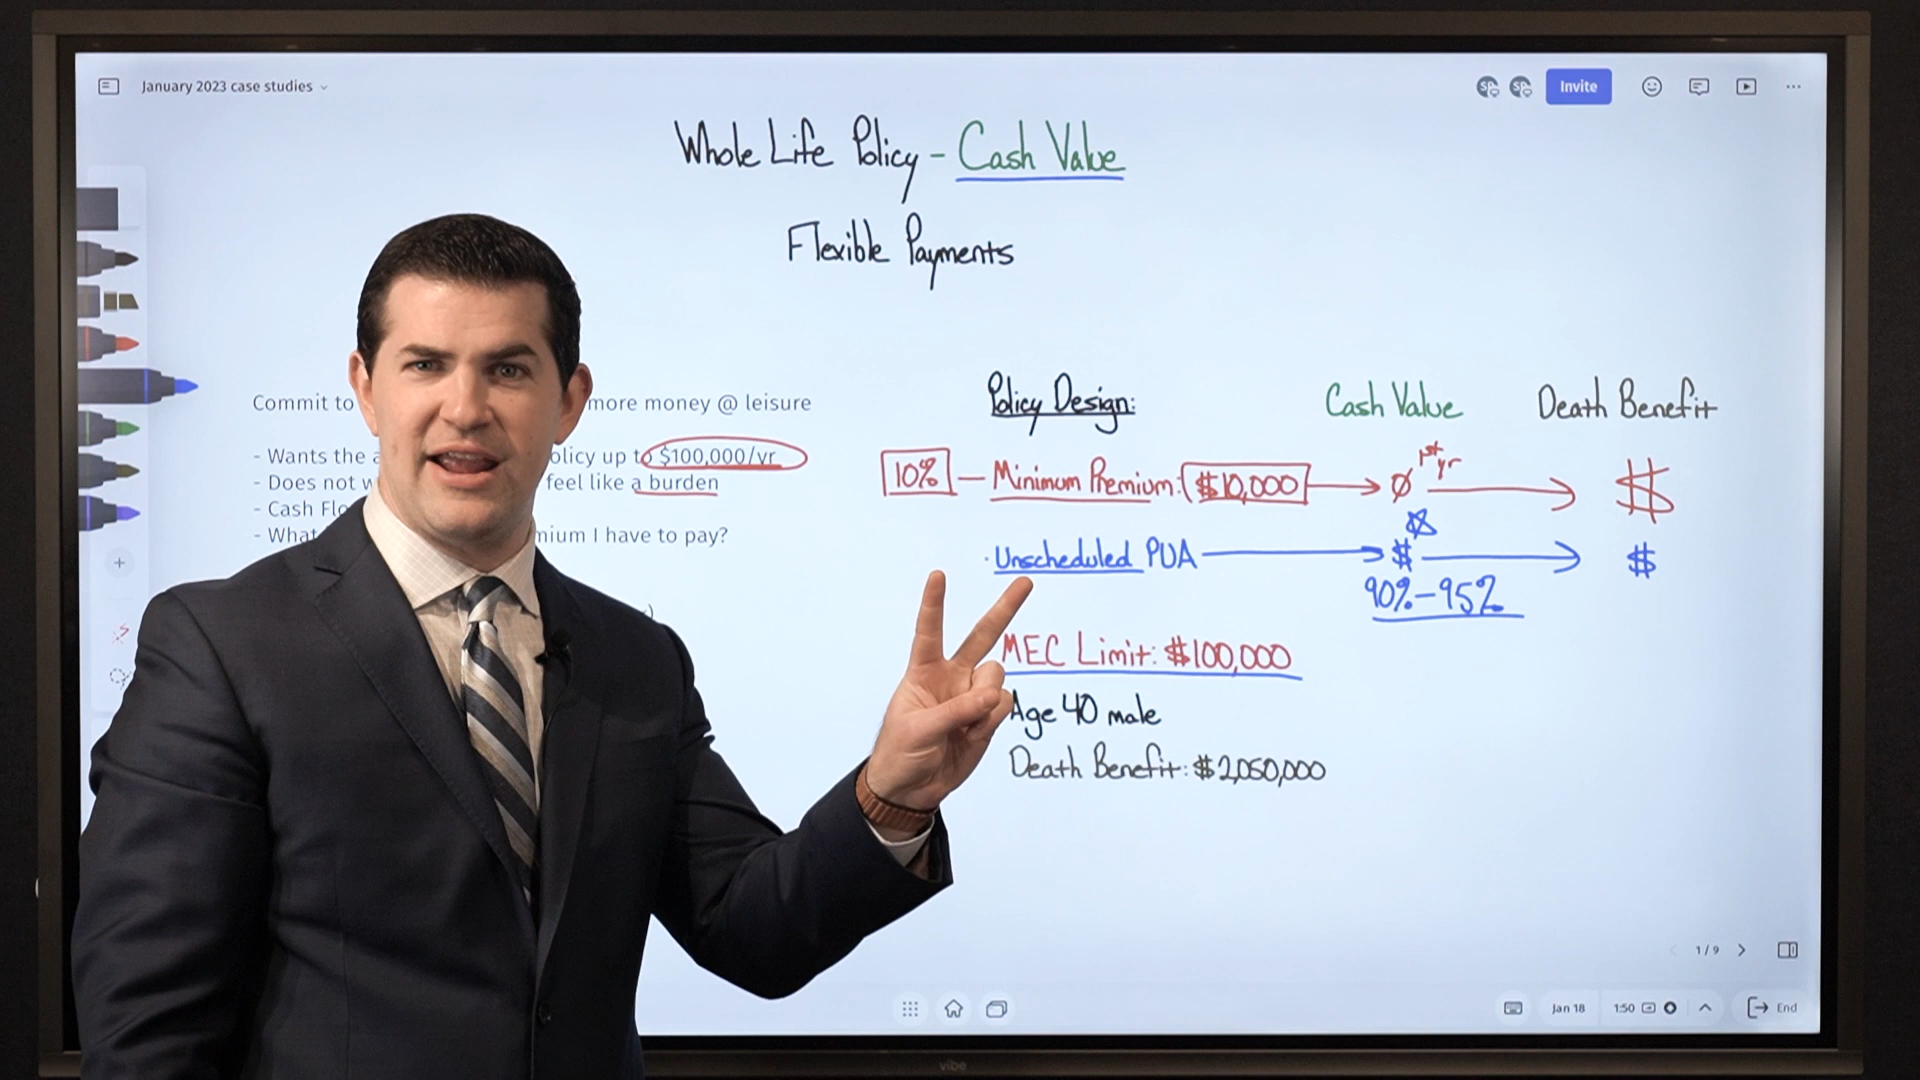 January 2023 case studies
Invite
Whole Life Policy - Cash Value
Flexible Payments
Commit to more money @ leisure
- Wants the olicy up to $100,000/yr
- Does not feel like a burden
- Cash Flo
- What mium I have to pay?
Policy Design: Cash Value Death Benefit
10% — Minimum Premium: $10,000 Ø 1st yr $
· Unscheduled PUA $ $
90%-95%
MEC Limit: $100,000
Age 40 male
Death Benefit: $2,050,000
1/9
Jan 18 1:50 End
vibe